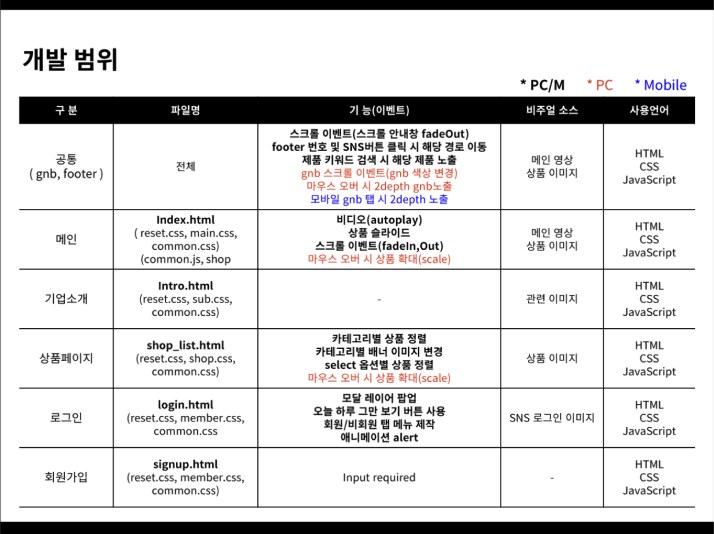 개발 범위
* PC/M * PC * Mobile
구 분 파일명 기 능(이벤트) 비주얼 소스 사용언어
공통
( gnb, footer )
전체
스크롤 이벤트(스크롤 안내창 fadeOut)
footer 번호 및 SNS버튼 클릭 시 해당 경로 이동
제품 키워드 검색 시 해당 제품 노출
gnb 스크롤 이벤트(gnb 색상 변경)
마우스 오버 시 2depth gnb노출
모바일 gnb 탭 시 2depth 노출
메인 영상
상품 이미지
HTML
CSS
JavaScript
메인
Index.html
( reset.css, main.css,
common.css)
(common.js, shop
비디오(autoplay)
상품 슬라이드
스크롤 이벤트(fadeIn,Out)
마우스 오버 시 상품 확대(scale)
메인 영상
상품 이미지
HTML
CSS
JavaScript
기업소개
Intro.html
(reset.css, sub.css,
common.css)
-
관련 이미지
HTML
CSS
JavaScript
상품페이지
shop_list.html
(reset.css, shop.css,
common.css)
카테고리별 상품 정렬
카테고리별 배너 이미지 변경
select 옵션별 상품 정렬
마우스 오버 시 상품 확대(scale)
상품 이미지
HTML
CSS
JavaScript
로그인
login.html
(reset.css, member.css,
common.css
모달 레이어 팝업
오늘 하루 그만 보기 버튼 사용
회원/비회원 탭 메뉴 제작
애니메이션 alert
SNS 로그인 이미지
HTML
CSS
JavaScript
회원가입
signup.html
(reset.css, member.css,
common.css)
Input required
-
HTML
CSS
JavaScript